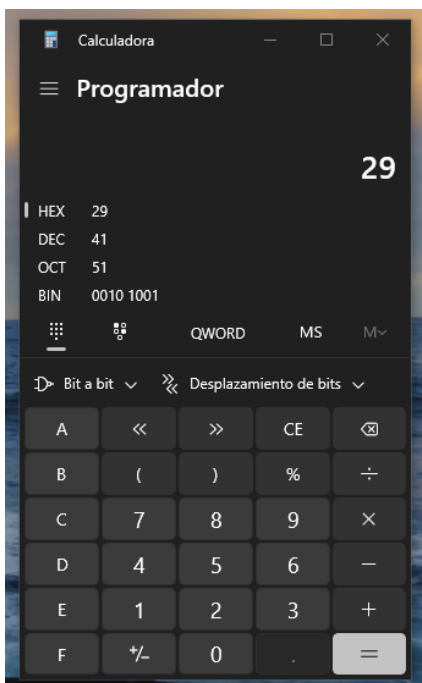 Calculadora
Programador
29
HEX 29
DEC 41
OCT 51
BIN 0010 1001
QWORD MS M
Bit a bit Desplazamiento de bits
A « » CE
B ( ) % ÷
C 7 8 9 ×
D 4 5 6 −
E 1 2 3 +
F +/− 0 . =